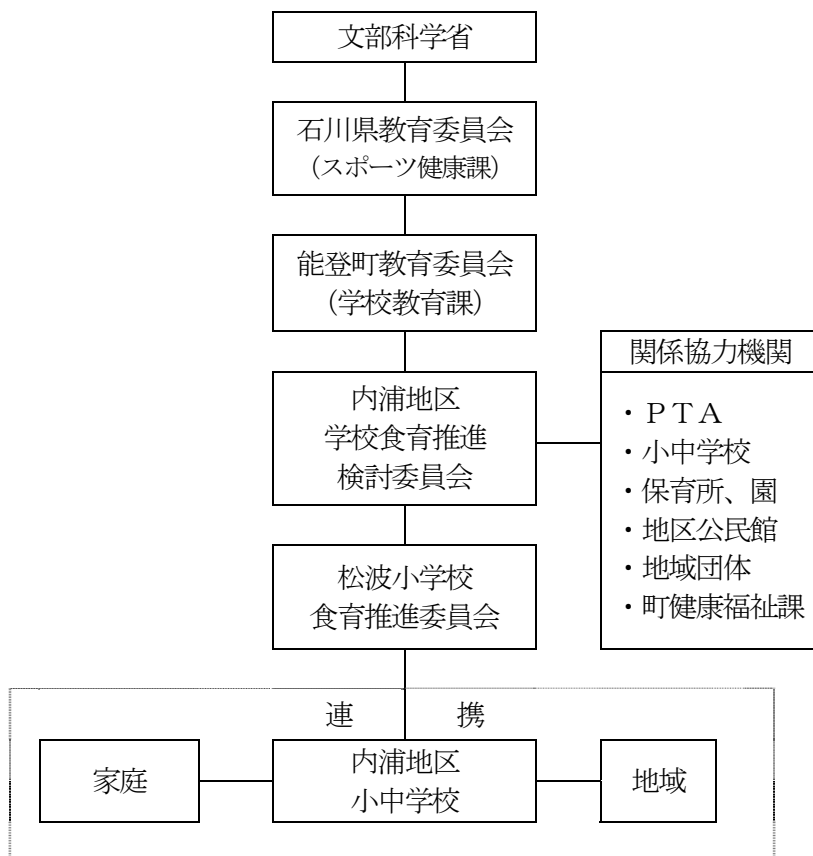 文部科学省
石川県教育委員会
（スポーツ健康課）
能登町教育委員会
（学校教育課）
内浦地区
学校食育推進
検討委員会
関係協力機関
・ＰＴＡ
・小中学校
・保育所、園
・地区公民館
・地域団体
・町健康福祉課
松波小学校
食育推進委員会
連　携
家庭
内浦地区
小中学校
地域